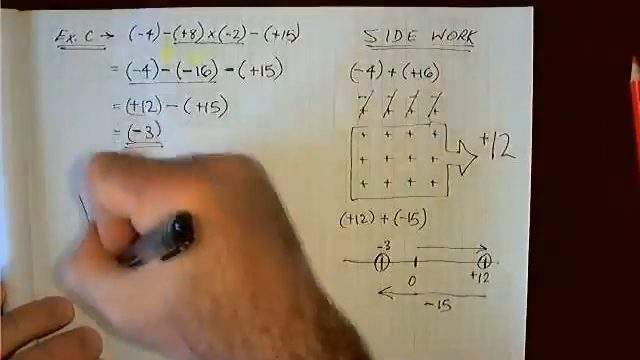 Ex. C → (-4) - (+8) × (-2) - (+15)
= (-4) - (-16) - (+15)
= (+12) - (+15)
= (-3)
SIDE WORK
(-4) + (+16)
+ + + +
+ + + +
+ + + +
+ + + +
+12
(+12) + (-15)
-3
0
+12
-15